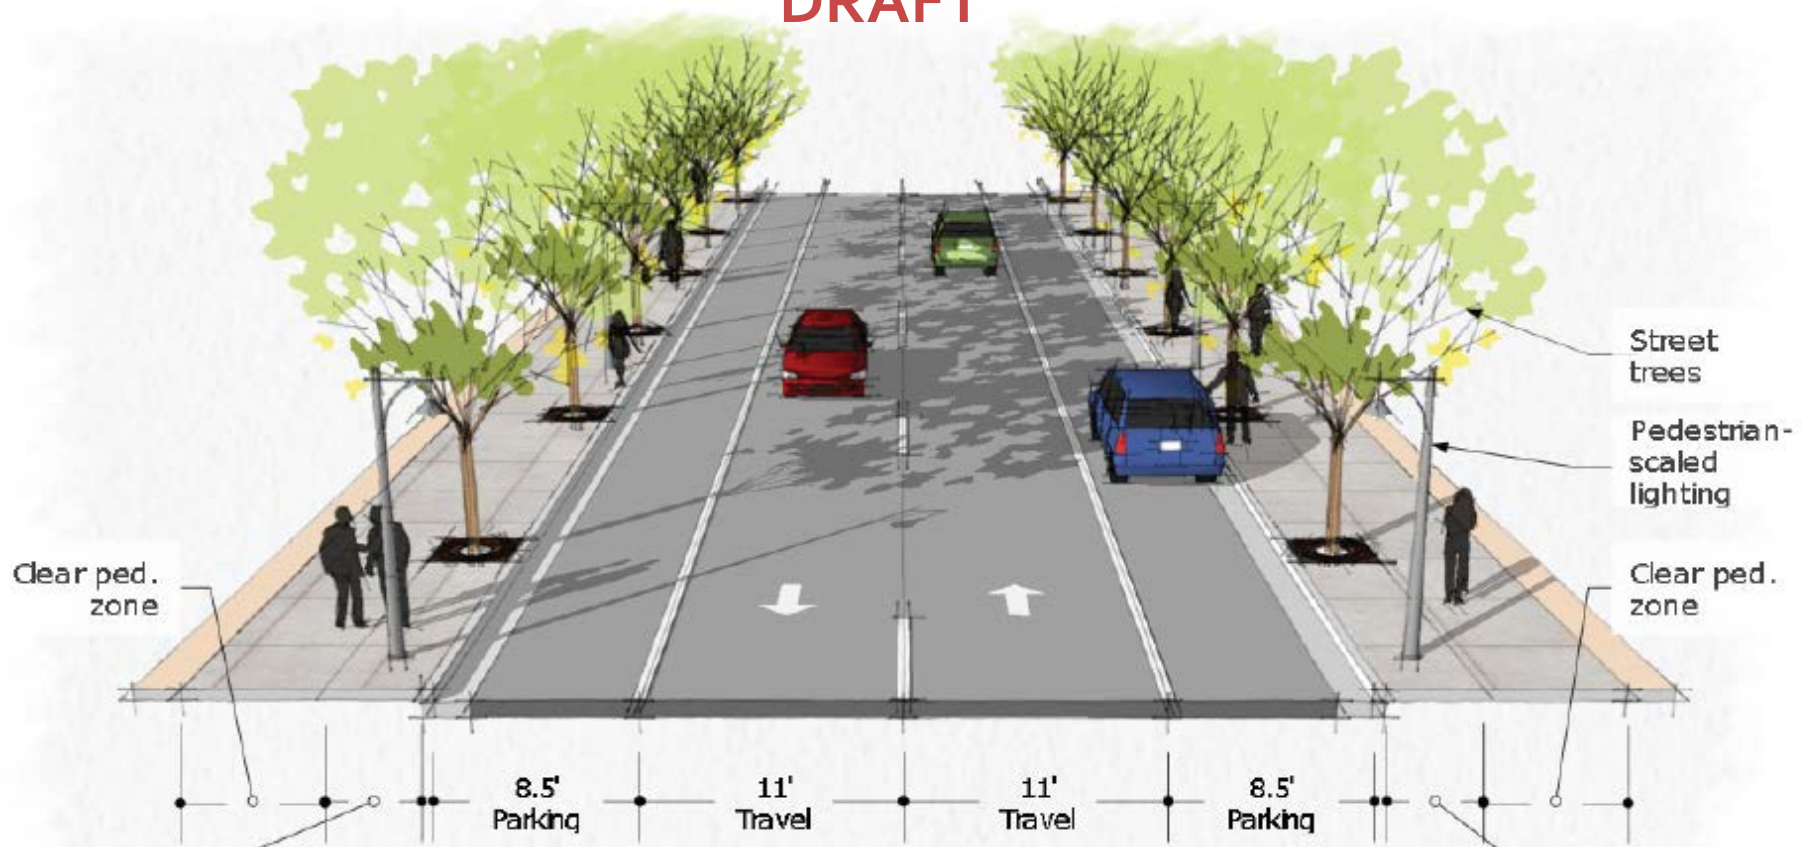 DRAFT
Street
trees
Pedestrian-
scaled
lighting
Clear ped.
zone
Clear ped.
zone
8.5'
Parking
11'
Travel
11'
Travel
8.5'
Parking